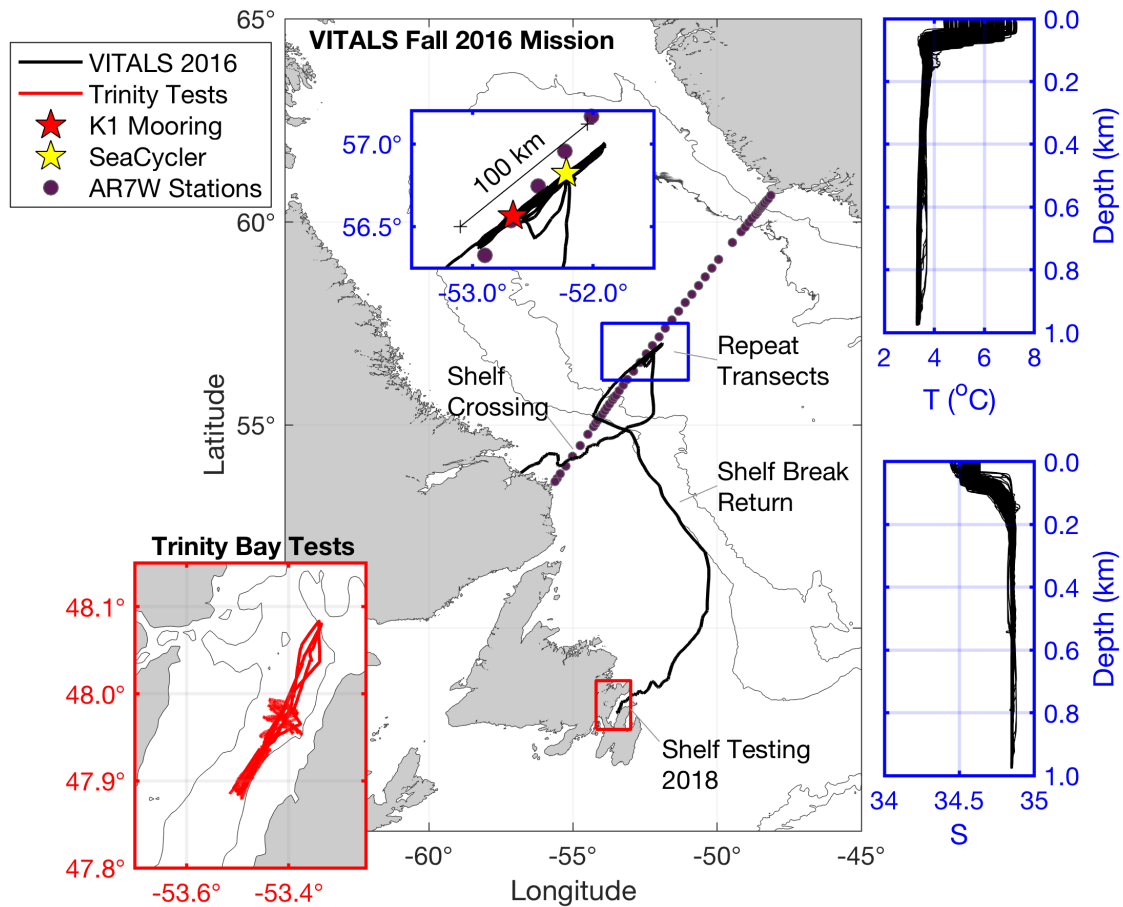 VITALS Fall 2016 Mission
VITALS 2016
Trinity Tests
K1 Mooring
SeaCycler
AR7W Stations
65°
60°
55°
Latitude
-60°
-55°
-50°
-45°
Longitude
100 km
57.0°
56.5°
-53.0°
-52.0°
Repeat
Transects
Shelf
Crossing
Shelf Break
Return
Shelf Testing
2018
Trinity Bay Tests
48.1°
48.0°
47.9°
47.8°
-53.6°
-53.4°
0.0
0.2
0.4
0.6
0.8
1.0
Depth (km)
2
4
6
8
T (°C)
0.0
0.2
0.4
0.6
0.8
1.0
Depth (km)
34
34.5
35
S